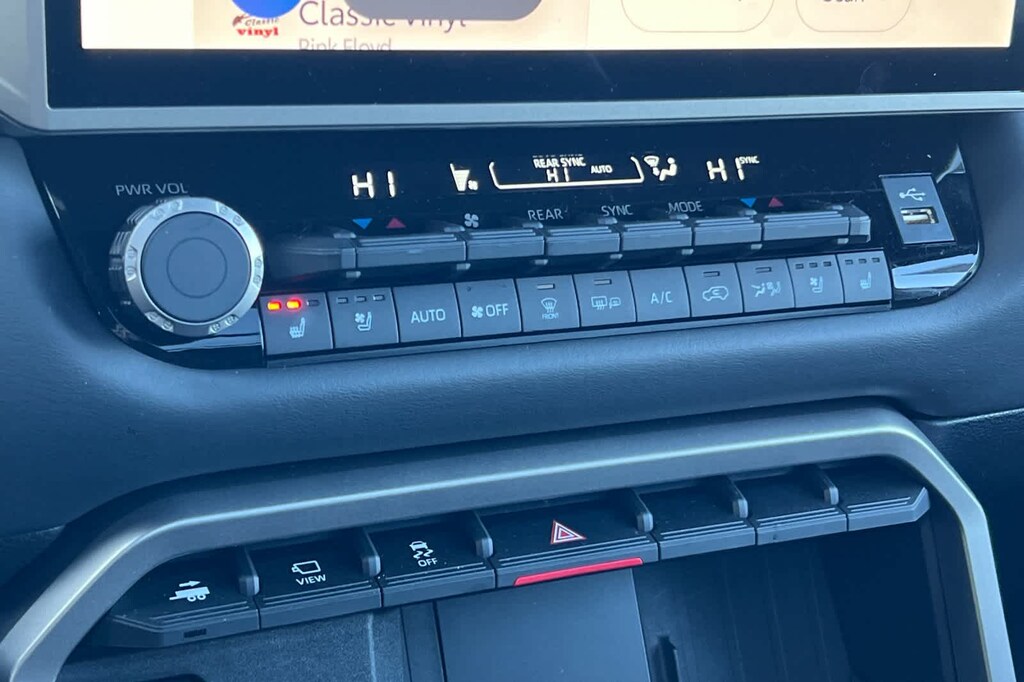 Classic
vinyl
Classic Vinyl
Pink Floyd
PWR VOL
HI
REAR SYNC
HI AUTO
HI SYNC
REAR SYNC MODE
AUTO
OFF
FRONT
A/C
VIEW
OFF